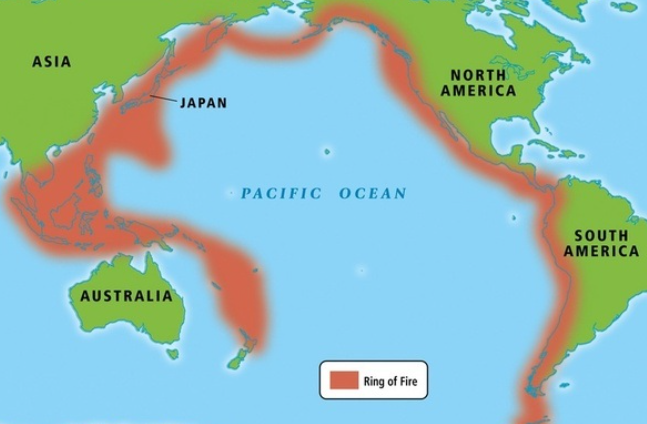 ASIA
NORTH
AMERICA
JAPAN
PACIFIC OCEAN
SOUTH
AMERICA
AUSTRALIA
Ring of Fire